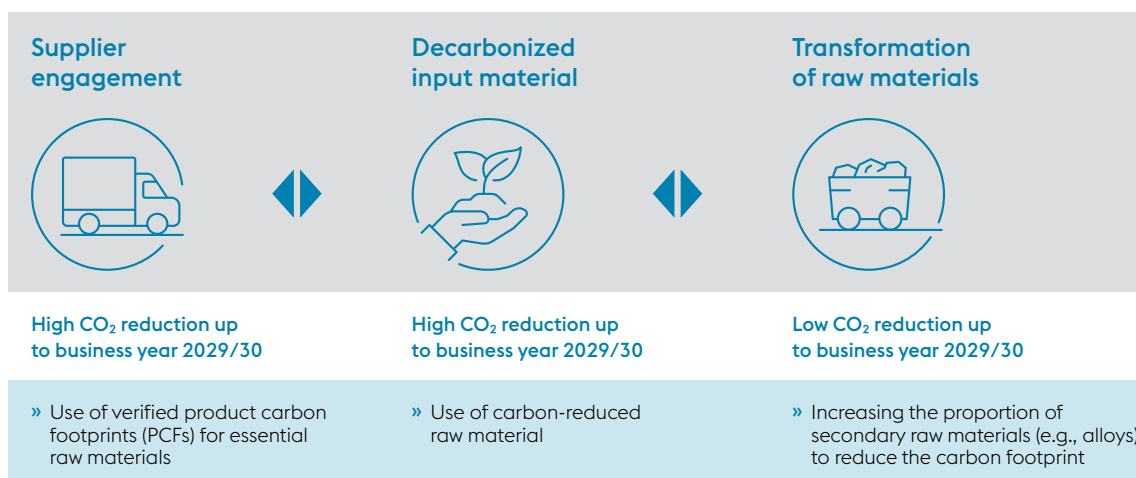 Supplier
engagement
Decarbonized
input material
Transformation
of raw materials
High CO₂ reduction up
to business year 2029/30
High CO₂ reduction up
to business year 2029/30
Low CO₂ reduction up
to business year 2029/30
» Use of verified product carbon
footprints (PCFs) for essential
raw materials
» Use of carbon-reduced
raw material
» Increasing the proportion of
secondary raw materials (e.g., alloys)
to reduce the carbon footprint